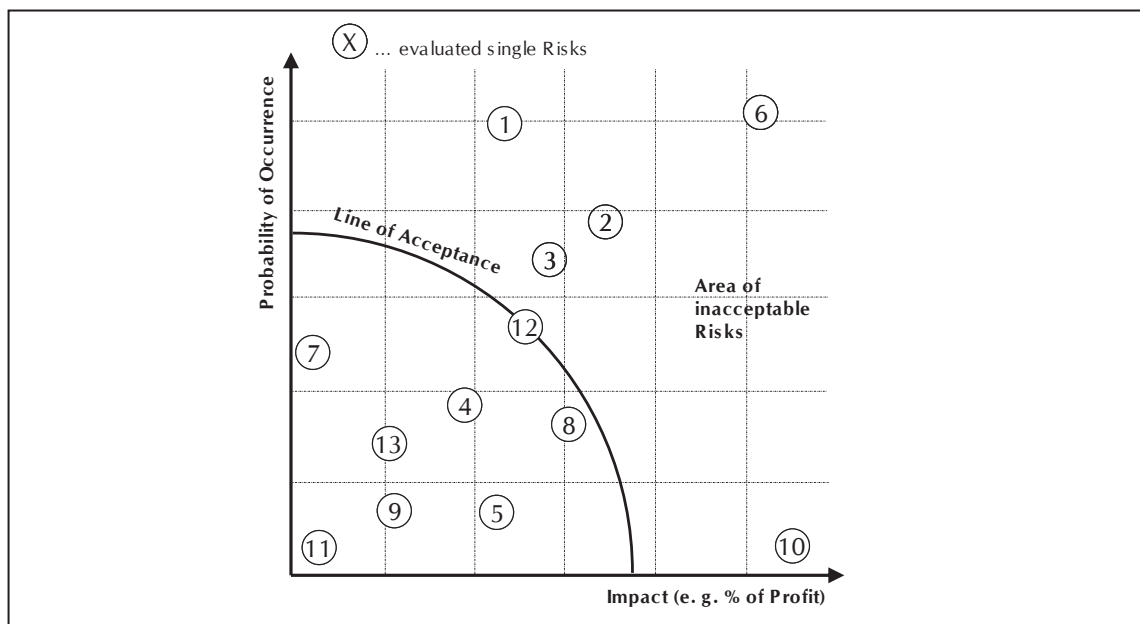 X ... evaluated single Risks
Probability of Occurrence
1
6
Line of Acceptance
2
3
Area of
inacceptable
Risks
12
7
4
8
13
9
5
11
10
Impact (e. g. % of Profit)